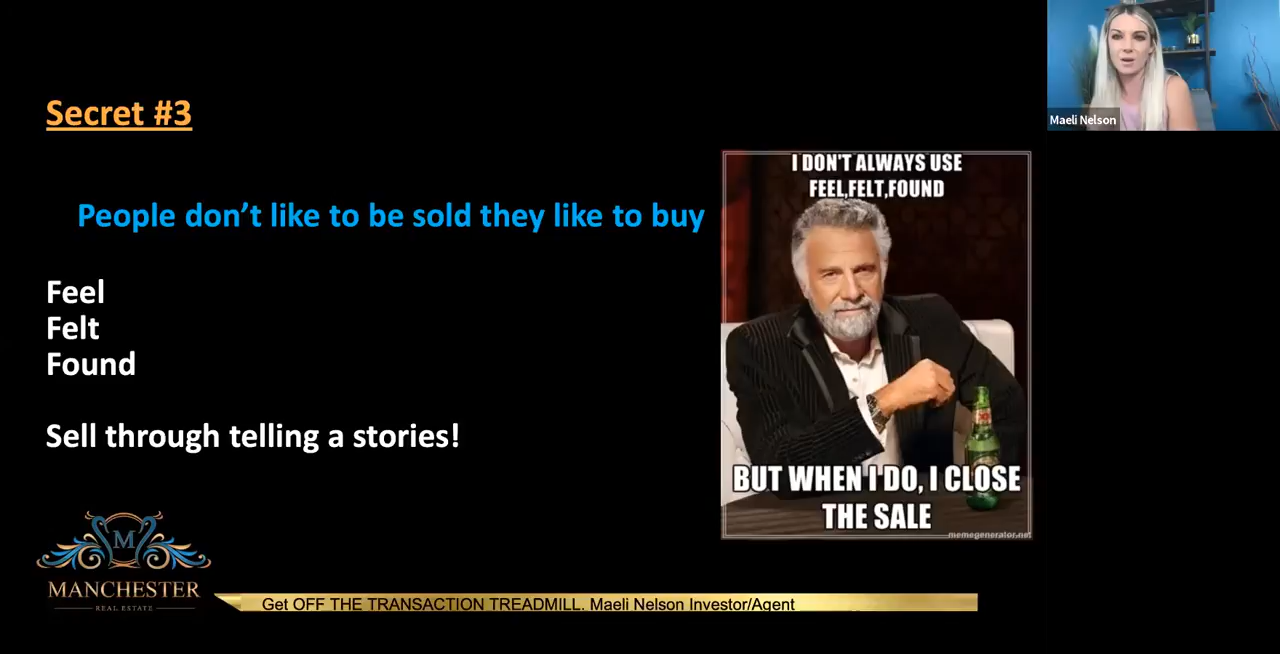 Secret #3
People don’t like to be sold they like to buy
Feel
Felt
Found
Sell through telling a stories!
I DON'T ALWAYS USE
FEEL,FELT,FOUND
BUT WHEN I DO, I CLOSE
THE SALE
memegenerator.net
Maeli Nelson
M
MANCHESTER
REAL ESTATE
Get OFF THE TRANSACTION TREADMILL. Maeli Nelson Investor/Agent